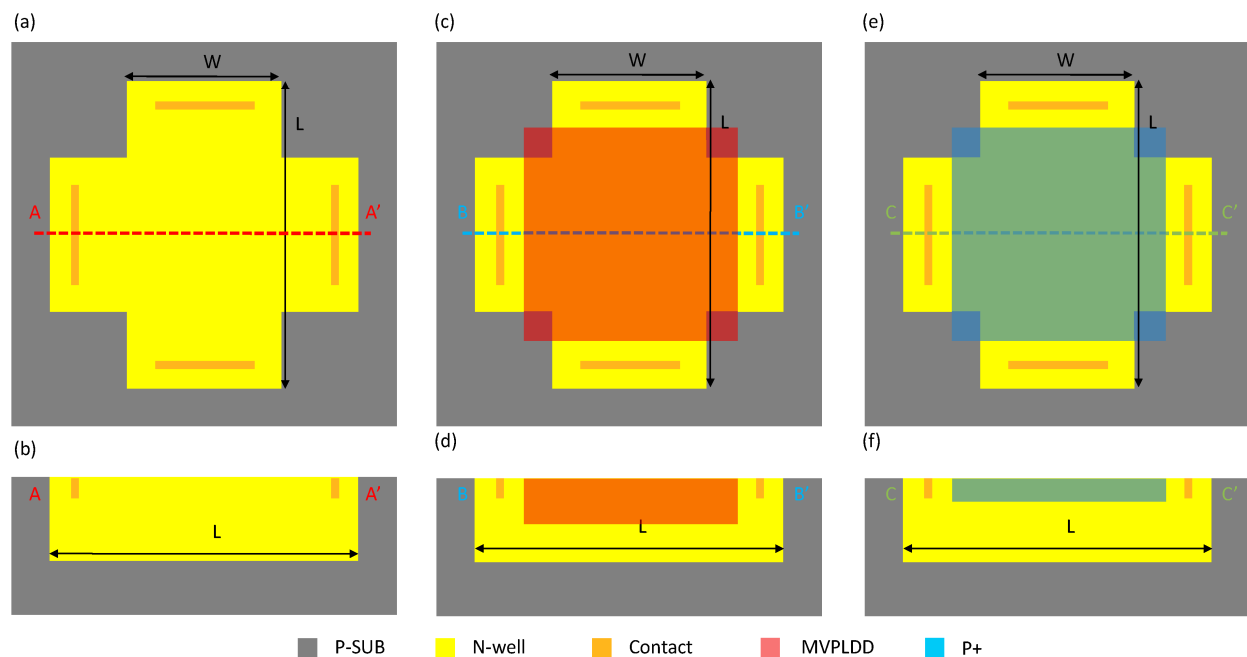 (a) (c) (e)
W W W
L L L
A A’ B B’ C C’
(b) (d) (f)
A A’ B B’ C C’
L L L
P-SUB N-well Contact MVPLDD P+